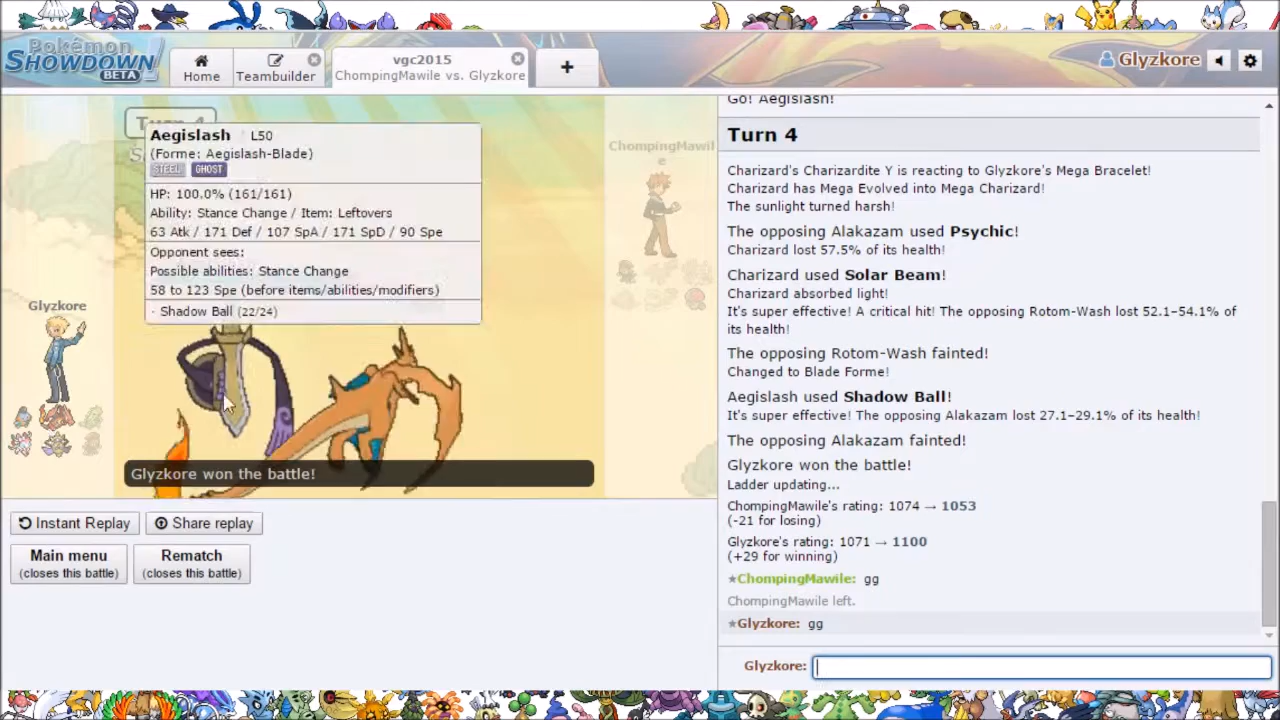 Pokémon
SHOWDOWN
BETA
Home
Teambuilder
vgc2015
ChompingMawile vs. Glyzkore
+
Glyzkore
Turn 4
Aegislash L50
(Forme: Aegislash-Blade)
STEEL GHOST
HP: 100.0% (161/161)
Ability: Stance Change / Item: Leftovers
63 Atk / 171 Def / 107 SpA / 171 SpD / 90 Spe
Opponent sees:
Possible abilities: Stance Change
58 to 123 Spe (before items/abilities/modifiers)
· Shadow Ball (22/24)
ChompingMawil
e
Glyzkore
Glyzkore won the battle!
Instant Replay
Share replay
Main menu
(closes this battle)
Rematch
(closes this battle)
Go! Aegislash!
Turn 4
Charizard's Charizardite Y is reacting to Glyzkore's Mega Bracelet!
Charizard has Mega Evolved into Mega Charizard!
The sunlight turned harsh!
The opposing Alakazam used Psychic!
Charizard lost 57.5% of its health!
Charizard used Solar Beam!
Charizard absorbed light!
It's super effective! A critical hit! The opposing Rotom-Wash lost 52.1–54.1% of
its health!
The opposing Rotom-Wash fainted!
Changed to Blade Forme!
Aegislash used Shadow Ball!
It's super effective! The opposing Alakazam lost 27.1–29.1% of its health!
The opposing Alakazam fainted!
Glyzkore won the battle!
Ladder updating...
ChompingMawile's rating: 1074 → 1053
(-21 for losing)
Glyzkore's rating: 1071 → 1100
(+29 for winning)
★ChompingMawile: gg
ChompingMawile left.
★Glyzkore: gg
Glyzkore: